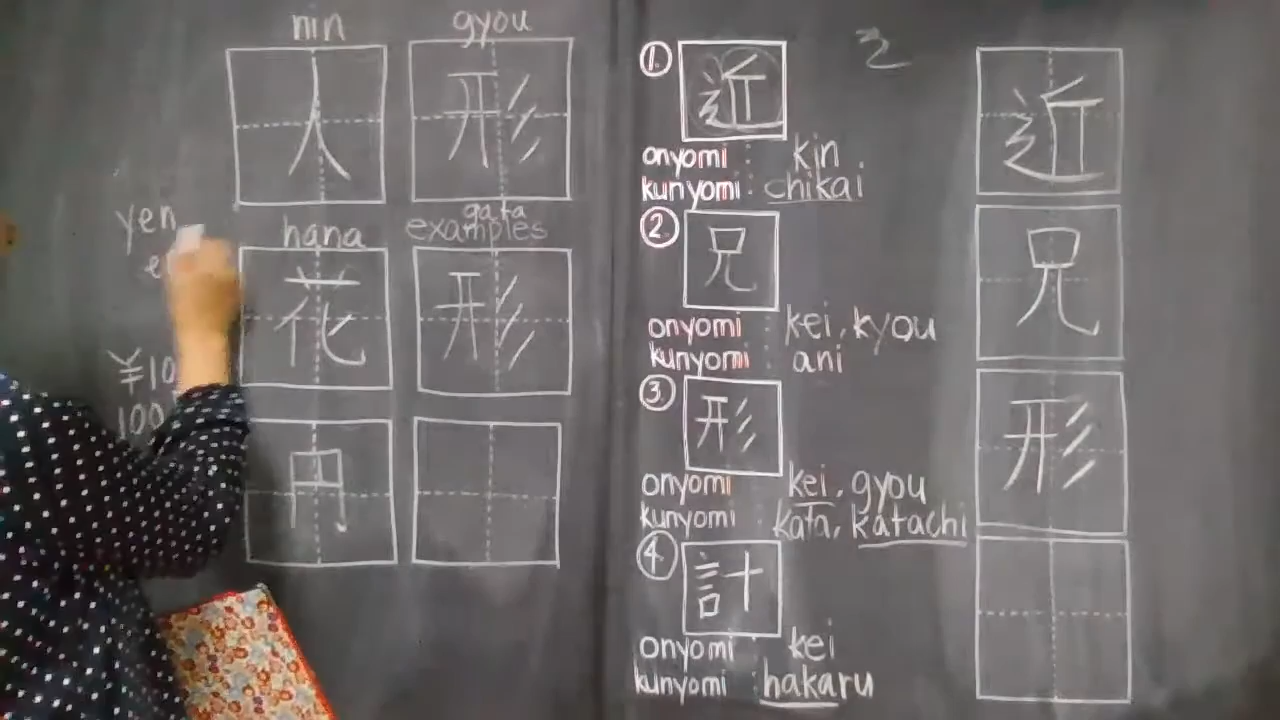 nin gyou
人 形
yen
hana gata
examples
花 形
¥10
100
円
1. 近
onyomi : kin
kunyomi : chikai
2. 兄
onyomi : kei, kyou
kunyomi : ani
3. 形
onyomi : kei, gyou
kunyomi : kata, katachi
4. 計
onyomi : kei
kunyomi : hakaru
近
兄
形